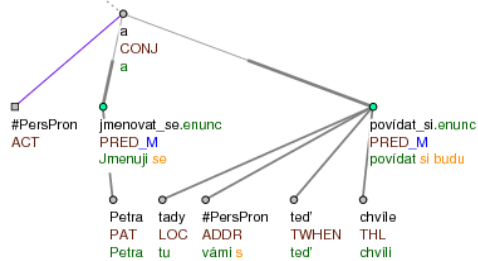 a
CONJ
a
#PersPron
ACT
jmenovat_se.enunc
PRED_M
Jmenuji se
povídat_si.enunc
PRED_M
povídat si budu
Petra
PAT
Petra
tady
LOC
tu
#PersPron
ADDR
vámi s
teď
TWHEN
teď
chvíle
THL
chvíli